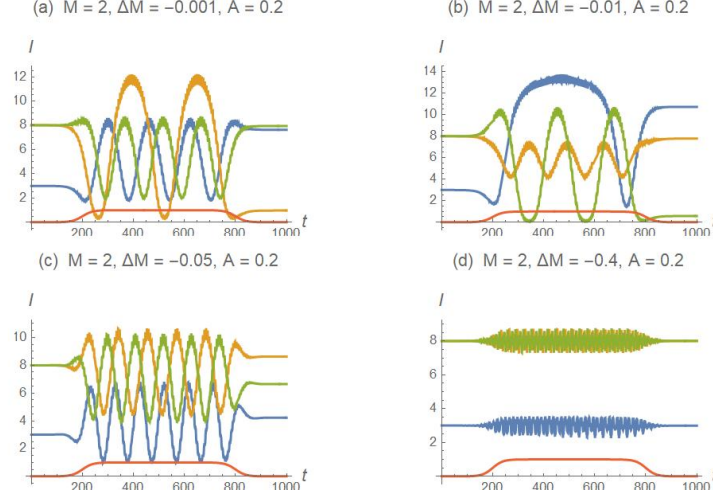 (a) M = 2, ΔM = −0.001, A = 0.2
(b) M = 2, ΔM = −0.01, A = 0.2
I
I
12
10
8
6
4
2
200 400 600 800 1000 t
14
12
10
8
6
4
2
200 400 600 800 1000
(c) M = 2, ΔM = −0.05, A = 0.2
(d) M = 2, ΔM = −0.4, A = 0.2
I
I
10
8
6
4
2
200 400 600 800 1000 t
8
6
4
2
200 400 600 800 1000